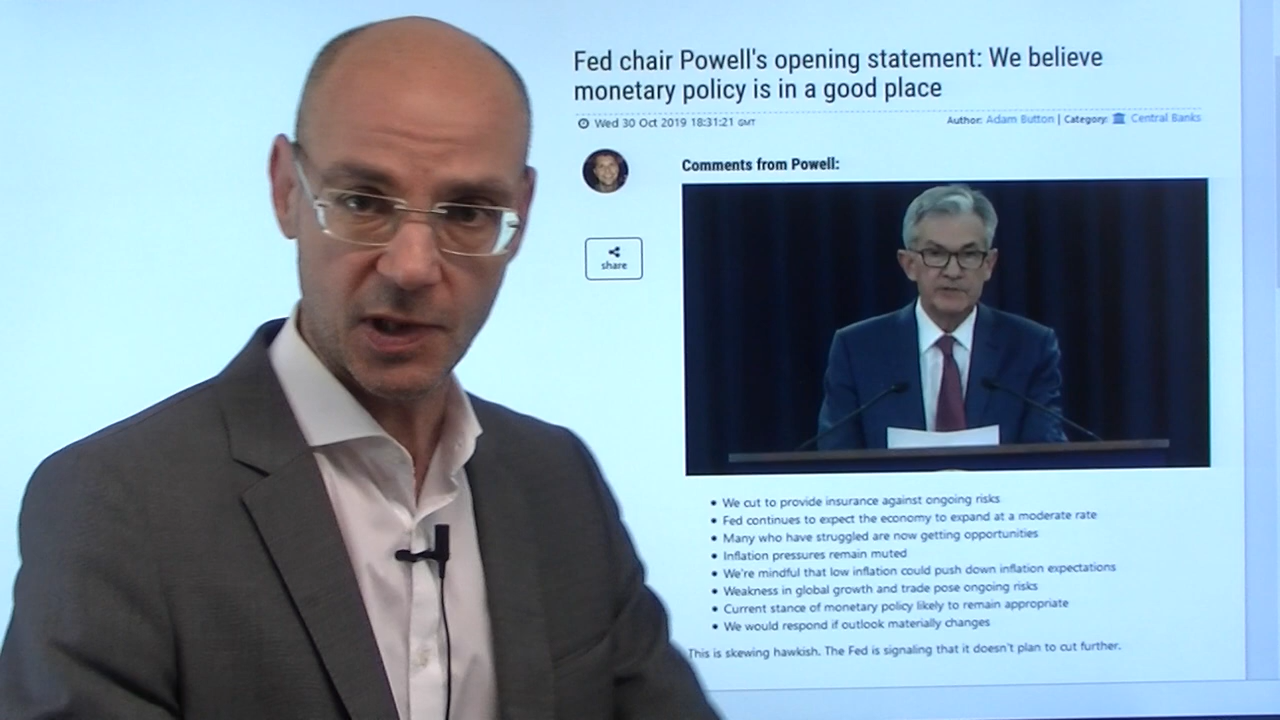 Fed chair Powell's opening statement: We believe
monetary policy is in a good place
Wed 30 Oct 2019 18:31:21 GMT
Author: Adam Button | Category: Central Banks
Comments from Powell:
share
• We cut to provide insurance against ongoing risks
• Fed continues to expect the economy to expand at a moderate rate
• Many who have struggled are now getting opportunities
• Inflation pressures remain muted
• We're mindful that low inflation could push down inflation expectations
• Weakness in global growth and trade pose ongoing risks
• Current stance of monetary policy likely to remain appropriate
• We would respond if outlook materially changes
This is skewing hawkish. The Fed is signaling that it doesn't plan to cut further.